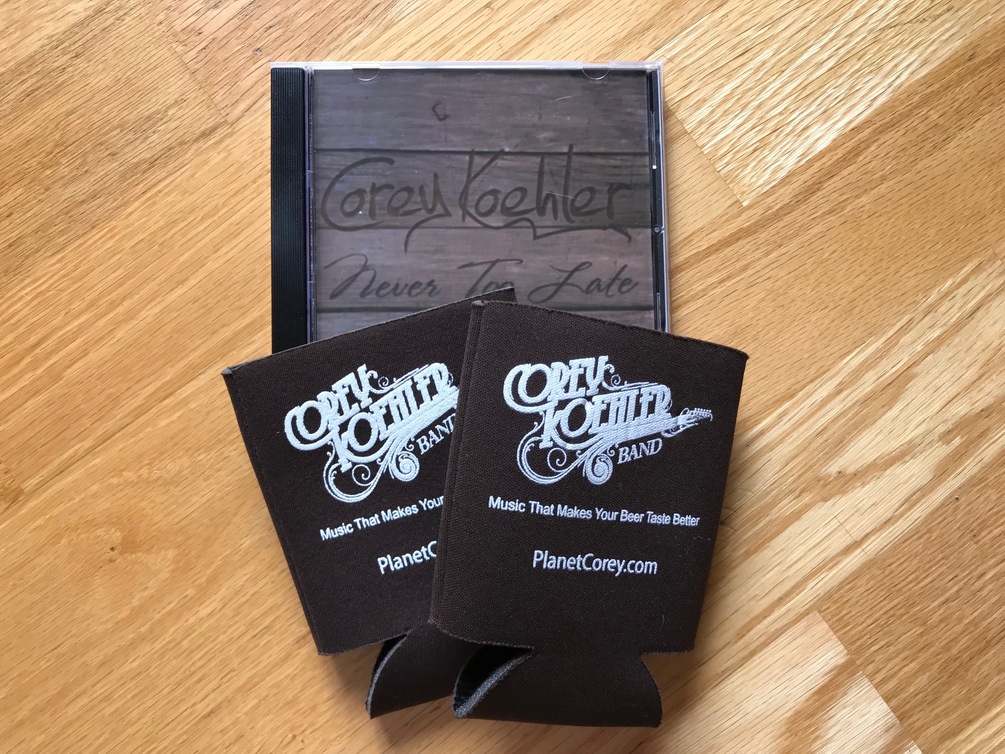 Corey Koehler
Never Too Late
COREY
KOEHLER
BAND
Music That Makes Your
PlanetC
COREY
KOEHLER
BAND
Music That Makes Your Beer Taste Better
PlanetCorey.com